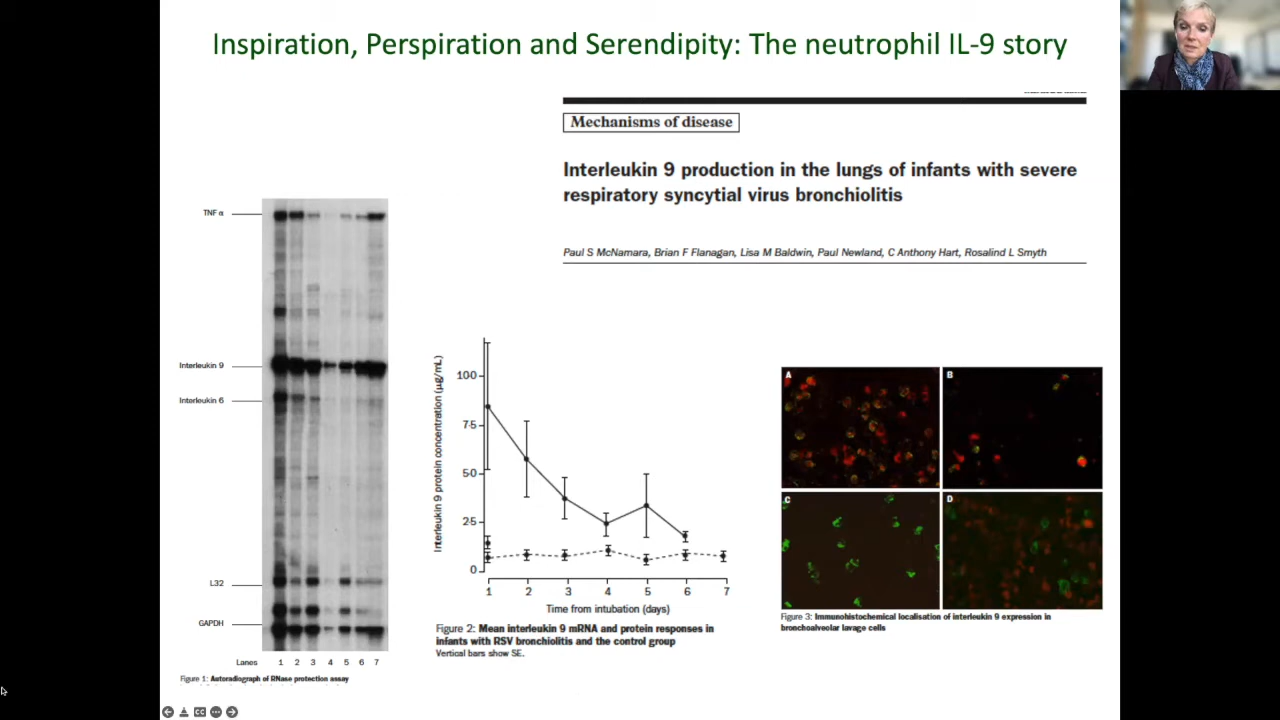 Inspiration, Perspiration and Serendipity: The neutrophil IL-9 story
Mechanisms of disease
Interleukin 9 production in the lungs of infants with severe
respiratory syncytial virus bronchiolitis
Paul S McNamara, Brian F Flanagan, Lisa M Baldwin, Paul Newland, C Anthony Hart, Rosalind L Smyth
TNF α
Interleukin 9
Interleukin 6
L32
GAPDH
Lanes 1 2 3 4 5 6 7
Figure 1: Autoradiograph of RNase protection assay
Interleukin 9 protein concentration (μg/mL)
100
75
50
25
0
1 2 3 4 5 6 7
Time from intubation (days)
Figure 2: Mean interleukin 9 mRNA and protein responses in
infants with RSV bronchiolitis and the control group
Vertical bars show SE.
A
B
C
D
Figure 3: Immunohistochemical localisation of interleukin 9 expression in
bronchoalveolar lavage cells
CC